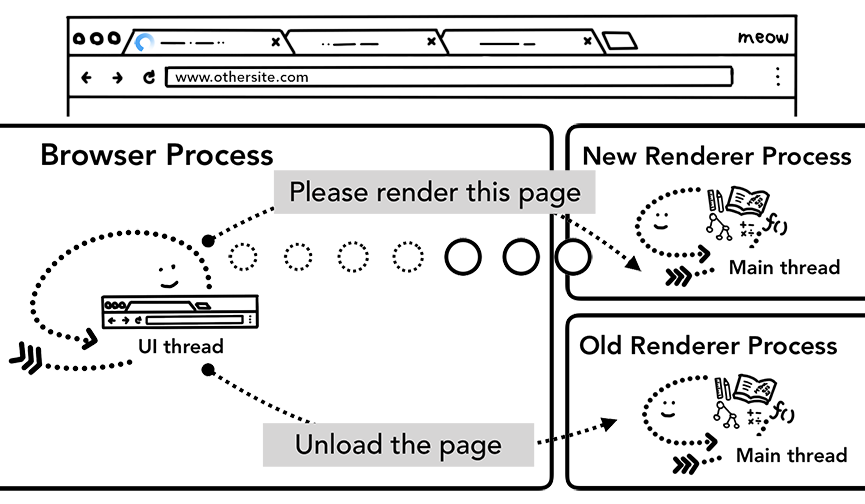 meow
www.othersite.com
Browser Process
New Renderer Process
Please render this page
f()
Main thread
UI thread
Old Renderer Process
f()
Unload the page
Main thread